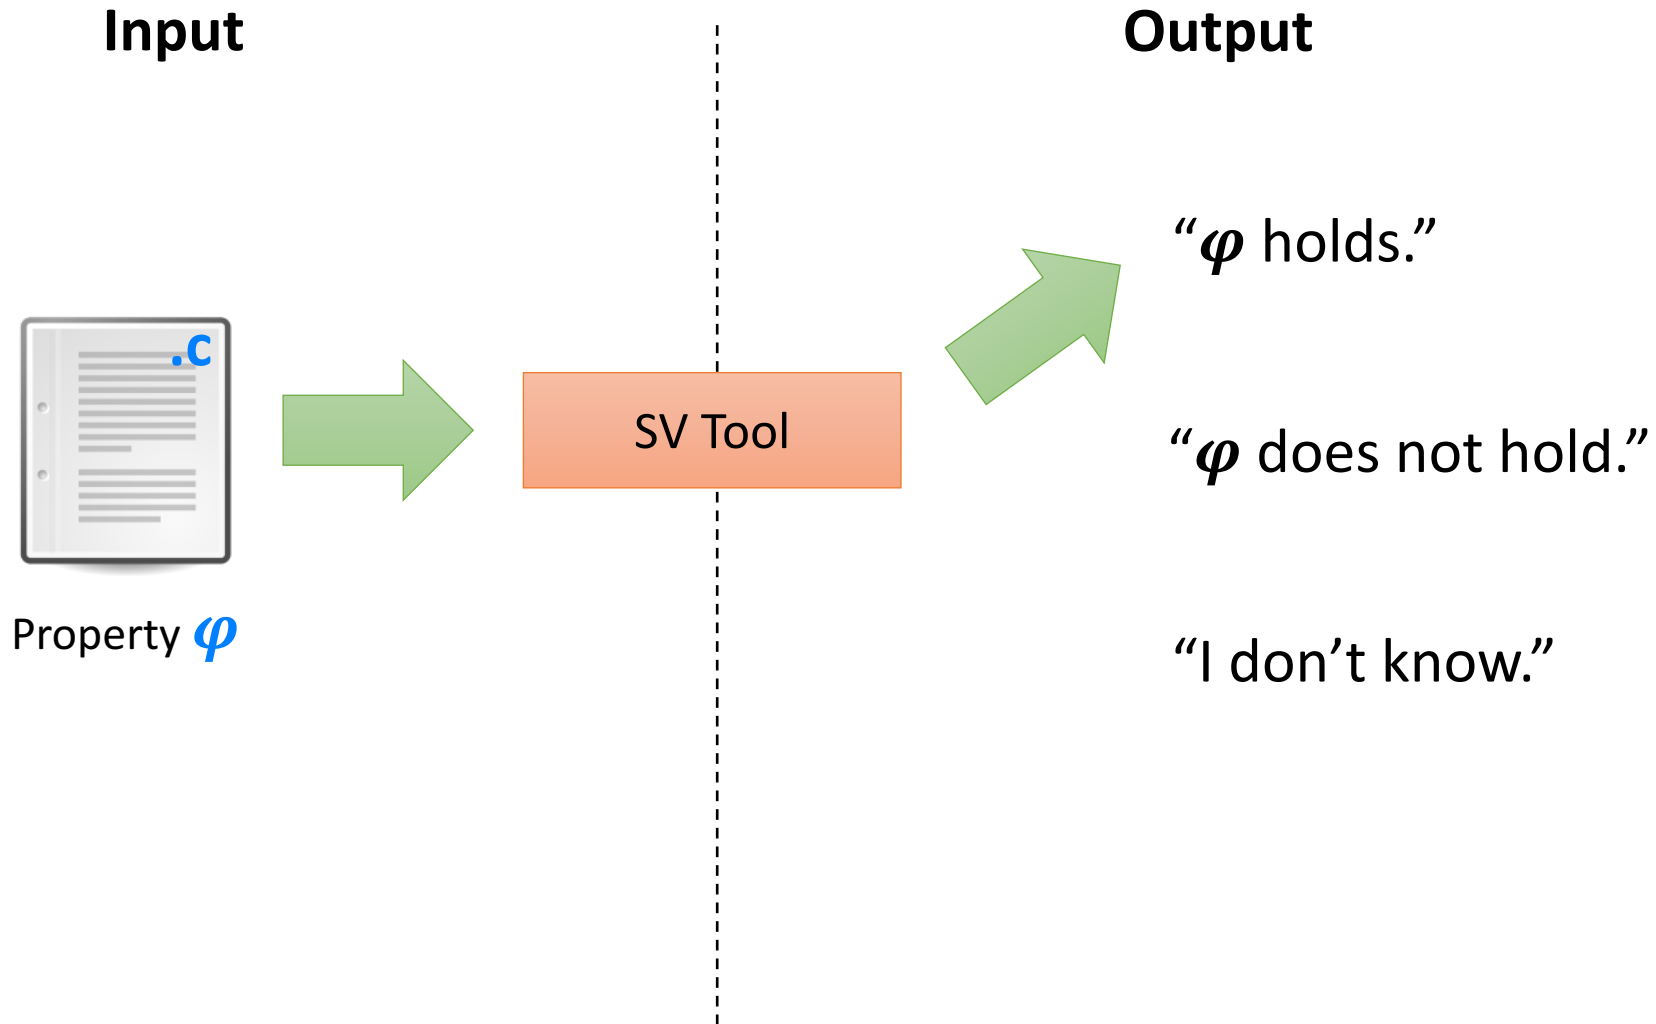 Input
Output
“φ holds.”
.c
SV Tool
“φ does not hold.”
Property φ
“I don’t know.”